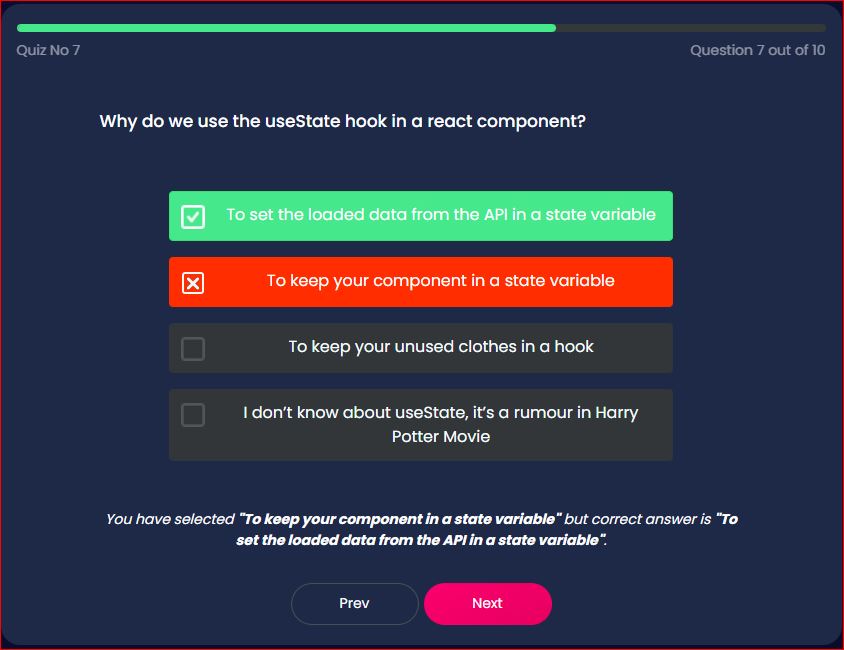 Quiz No 7
Question 7 out of 10
Why do we use the useState hook in a react component?
To set the loaded data from the API in a state variable
To keep your component in a state variable
To keep your unused clothes in a hook
I don’t know about useState, it’s a rumour in Harry
Potter Movie
You have selected "To keep your component in a state variable" but correct answer is "To
set the loaded data from the API in a state variable".
Prev
Next